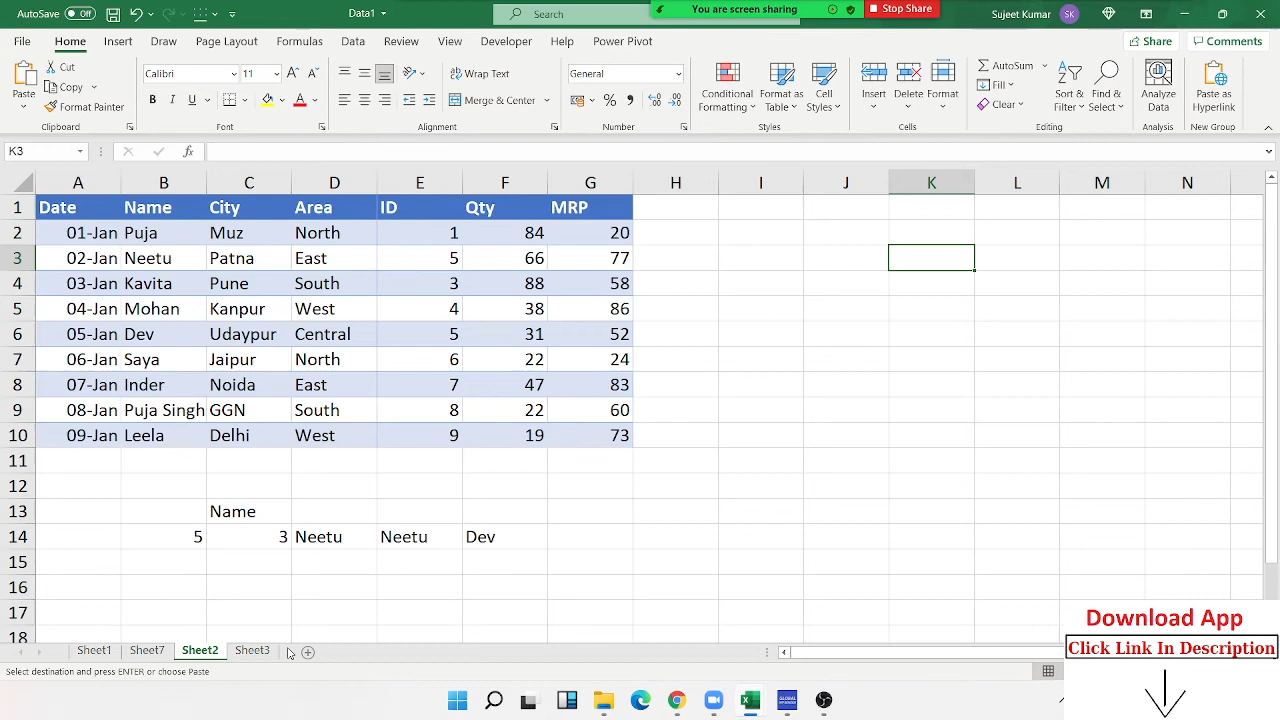 AutoSave Off Data1 Search You are screen sharing Stop Share Sujeet Kumar SK
File Home Insert Draw Page Layout Formulas Data Review View Developer Help Power Pivot Share Comments
Paste Cut Copy Format Painter Clipboard
Calibri 11 B I U A Font
Wrap Text Merge & Center Alignment
General % , Number
Conditional Formatting Format as Table Cell Styles Styles
Insert Delete Format Cells
AutoSum Fill Clear Sort & Filter Find & Select Editing
Analyze Data Analysis
Paste as Hyperlink New Group
K3 fx
A B C D E F G H I J K L M N
1 Date Name City Area ID Qty MRP
2 01-Jan Puja Muz North 1 84 20
3 02-Jan Neetu Patna East 5 66 77
4 03-Jan Kavita Pune South 3 88 58
5 04-Jan Mohan Kanpur West 4 38 86
6 05-Jan Dev Udaypur Central 5 31 52
7 06-Jan Saya Jaipur North 6 22 24
8 07-Jan Inder Noida East 7 47 83
9 08-Jan Puja Singh GGN South 8 22 60
10 09-Jan Leela Delhi West 9 19 73
11
12
13 Name
14 5 3 Neetu Neetu Dev
15
16
17
18
Sheet1 Sheet7 Sheet2 Sheet3
Select destination and press ENTER or choose Paste
Download App
Click Link In Description